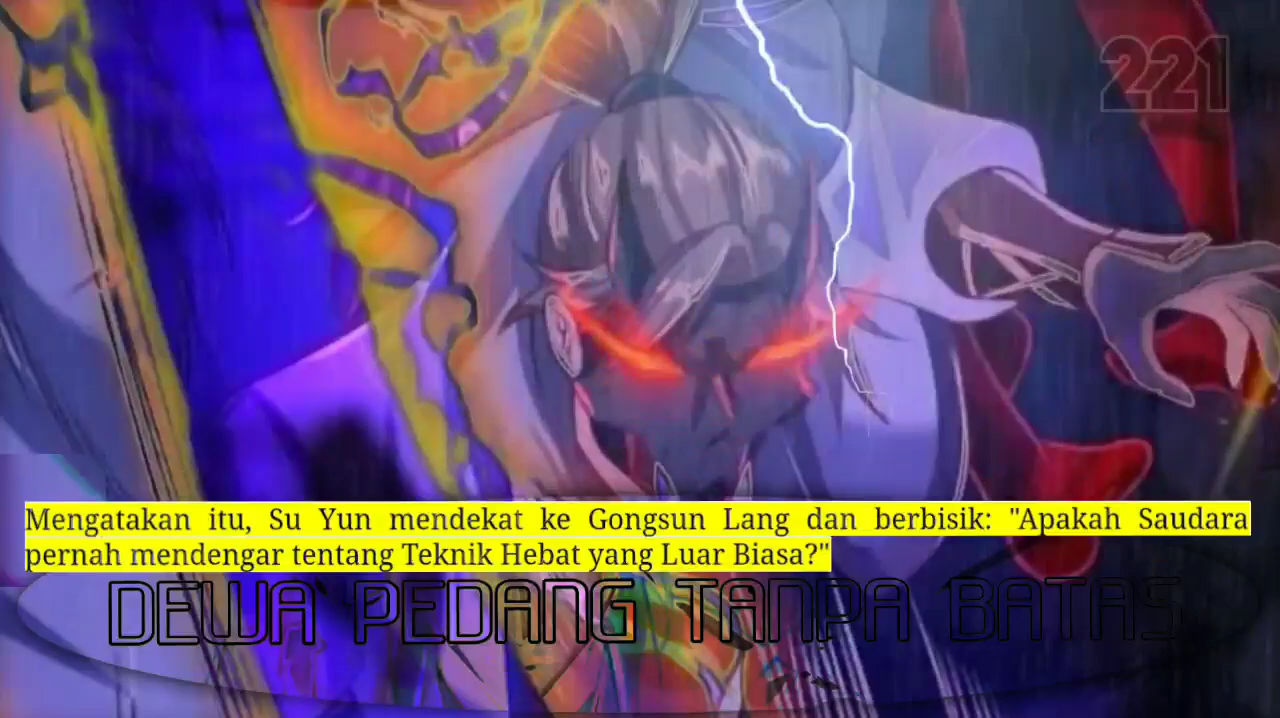 221
Mengatakan itu, Su Yun mendekat ke Gongsun Lang dan berbisik: "Apakah Saudara
pernah mendengar tentang Teknik Hebat yang Luar Biasa?"
DEWA PEDANG TANPA BATAS